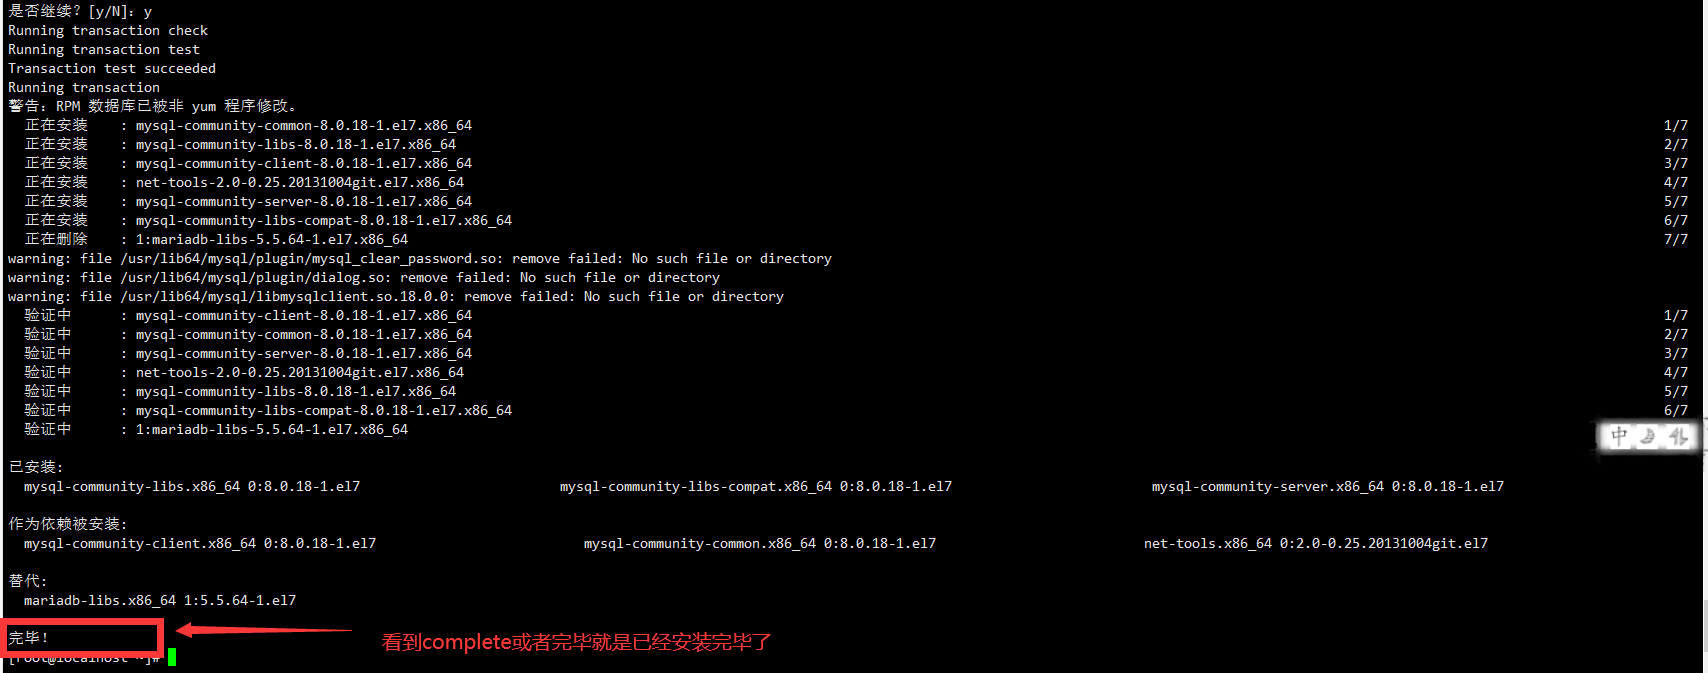 是否继续？[y/N]：y
Running transaction check
Running transaction test
Transaction test succeeded
Running transaction
警告：RPM 数据库已被非 yum 程序修改。
正在安装    : mysql-community-common-8.0.18-1.el7.x86_64 1/7
正在安装    : mysql-community-libs-8.0.18-1.el7.x86_64 2/7
正在安装    : mysql-community-client-8.0.18-1.el7.x86_64 3/7
正在安装    : net-tools-2.0-0.25.20131004git.el7.x86_64 4/7
正在安装    : mysql-community-server-8.0.18-1.el7.x86_64 5/7
正在安装    : mysql-community-libs-compat-8.0.18-1.el7.x86_64 6/7
正在删除    : 1:mariadb-libs-5.5.64-1.el7.x86_64 7/7
warning: file /usr/lib64/mysql/plugin/mysql_clear_password.so: remove failed: No such file or directory
warning: file /usr/lib64/mysql/plugin/dialog.so: remove failed: No such file or directory
warning: file /usr/lib64/mysql/libmysqlclient.so.18.0.0: remove failed: No such file or directory
验证中      : mysql-community-client-8.0.18-1.el7.x86_64 1/7
验证中      : mysql-community-common-8.0.18-1.el7.x86_64 2/7
验证中      : mysql-community-server-8.0.18-1.el7.x86_64 3/7
验证中      : net-tools-2.0-0.25.20131004git.el7.x86_64 4/7
验证中      : mysql-community-libs-8.0.18-1.el7.x86_64 5/7
验证中      : mysql-community-libs-compat-8.0.18-1.el7.x86_64 6/7
验证中      : 1:mariadb-libs-5.5.64-1.el7.x86_64
中
已安装:
mysql-community-libs.x86_64 0:8.0.18-1.el7 mysql-community-libs-compat.x86_64 0:8.0.18-1.el7 mysql-community-server.x86_64 0:8.0.18-1.el7
作为依赖被安装:
mysql-community-client.x86_64 0:8.0.18-1.el7 mysql-community-common.x86_64 0:8.0.18-1.el7 net-tools.x86_64 0:2.0-0.25.20131004git.el7
替代:
mariadb-libs.x86_64 1:5.5.64-1.el7
完毕！
看到complete或者完毕就是已经安装完毕了
[root@localhost ~]#